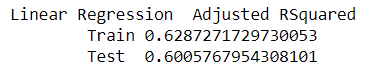 Linear Regression  Adjusted RSquared
Train 0.6287271729730053
Test  0.6005767954308101